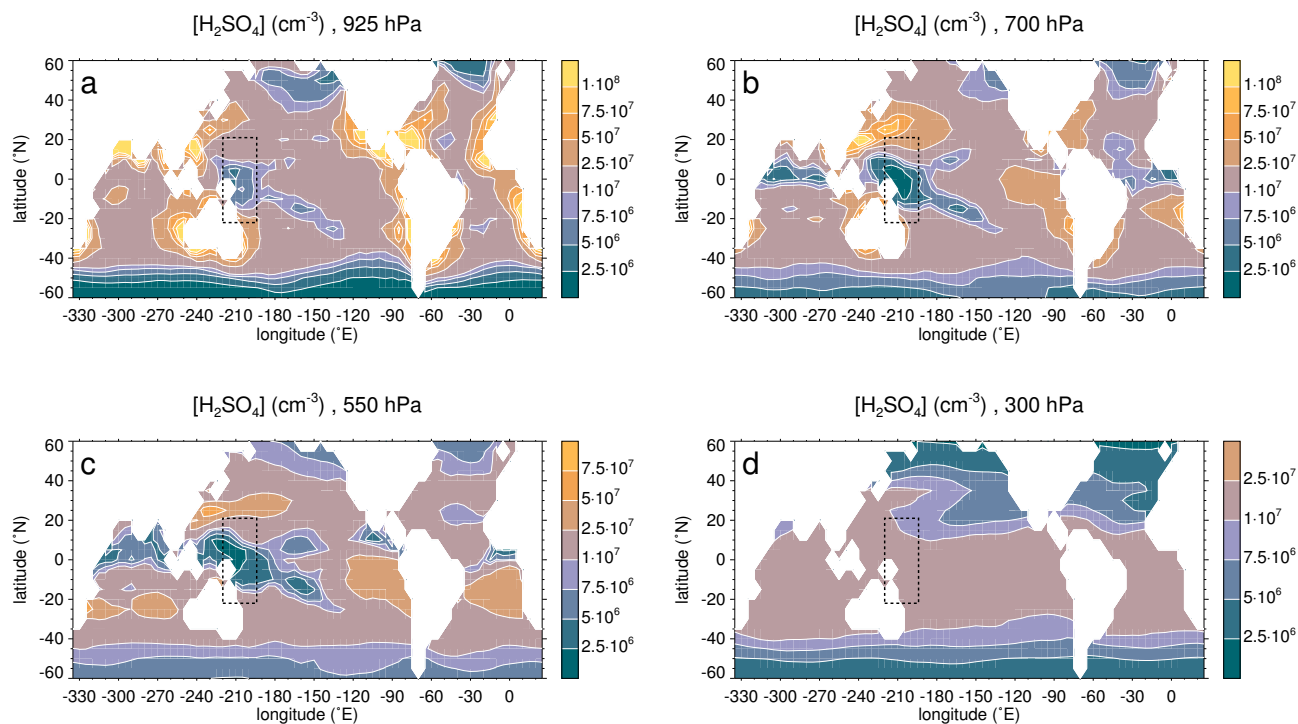 [H₂SO₄] (cm⁻³) , 925 hPa
a
60
40
20
0
-20
-40
-60
latitude (˚N)
-330 -300 -270 -240 -210 -180 -150 -120 -90 -60 -30 0
longitude (˚E)
1·10⁸
7.5·10⁷
5·10⁷
2.5·10⁷
1·10⁷
7.5·10⁶
5·10⁶
2.5·10⁶
[H₂SO₄] (cm⁻³) , 700 hPa
b
60
40
20
0
-20
-40
-60
latitude (˚N)
-330 -300 -270 -240 -210 -180 -150 -120 -90 -60 -30 0
longitude (˚E)
1·10⁸
7.5·10⁷
5·10⁷
2.5·10⁷
1·10⁷
7.5·10⁶
5·10⁶
2.5·10⁶
[H₂SO₄] (cm⁻³) , 550 hPa
c
60
40
20
0
-20
-40
-60
latitude (˚N)
-330 -300 -270 -240 -210 -180 -150 -120 -90 -60 -30 0
longitude (˚E)
7.5·10⁷
5·10⁷
2.5·10⁷
1·10⁷
7.5·10⁶
5·10⁶
2.5·10⁶
[H₂SO₄] (cm⁻³) , 300 hPa
d
60
40
20
0
-20
-40
-60
latitude (˚N)
-330 -300 -270 -240 -210 -180 -150 -120 -90 -60 -30 0
longitude (˚E)
2.5·10⁷
1·10⁷
7.5·10⁶
5·10⁶
2.5·10⁶